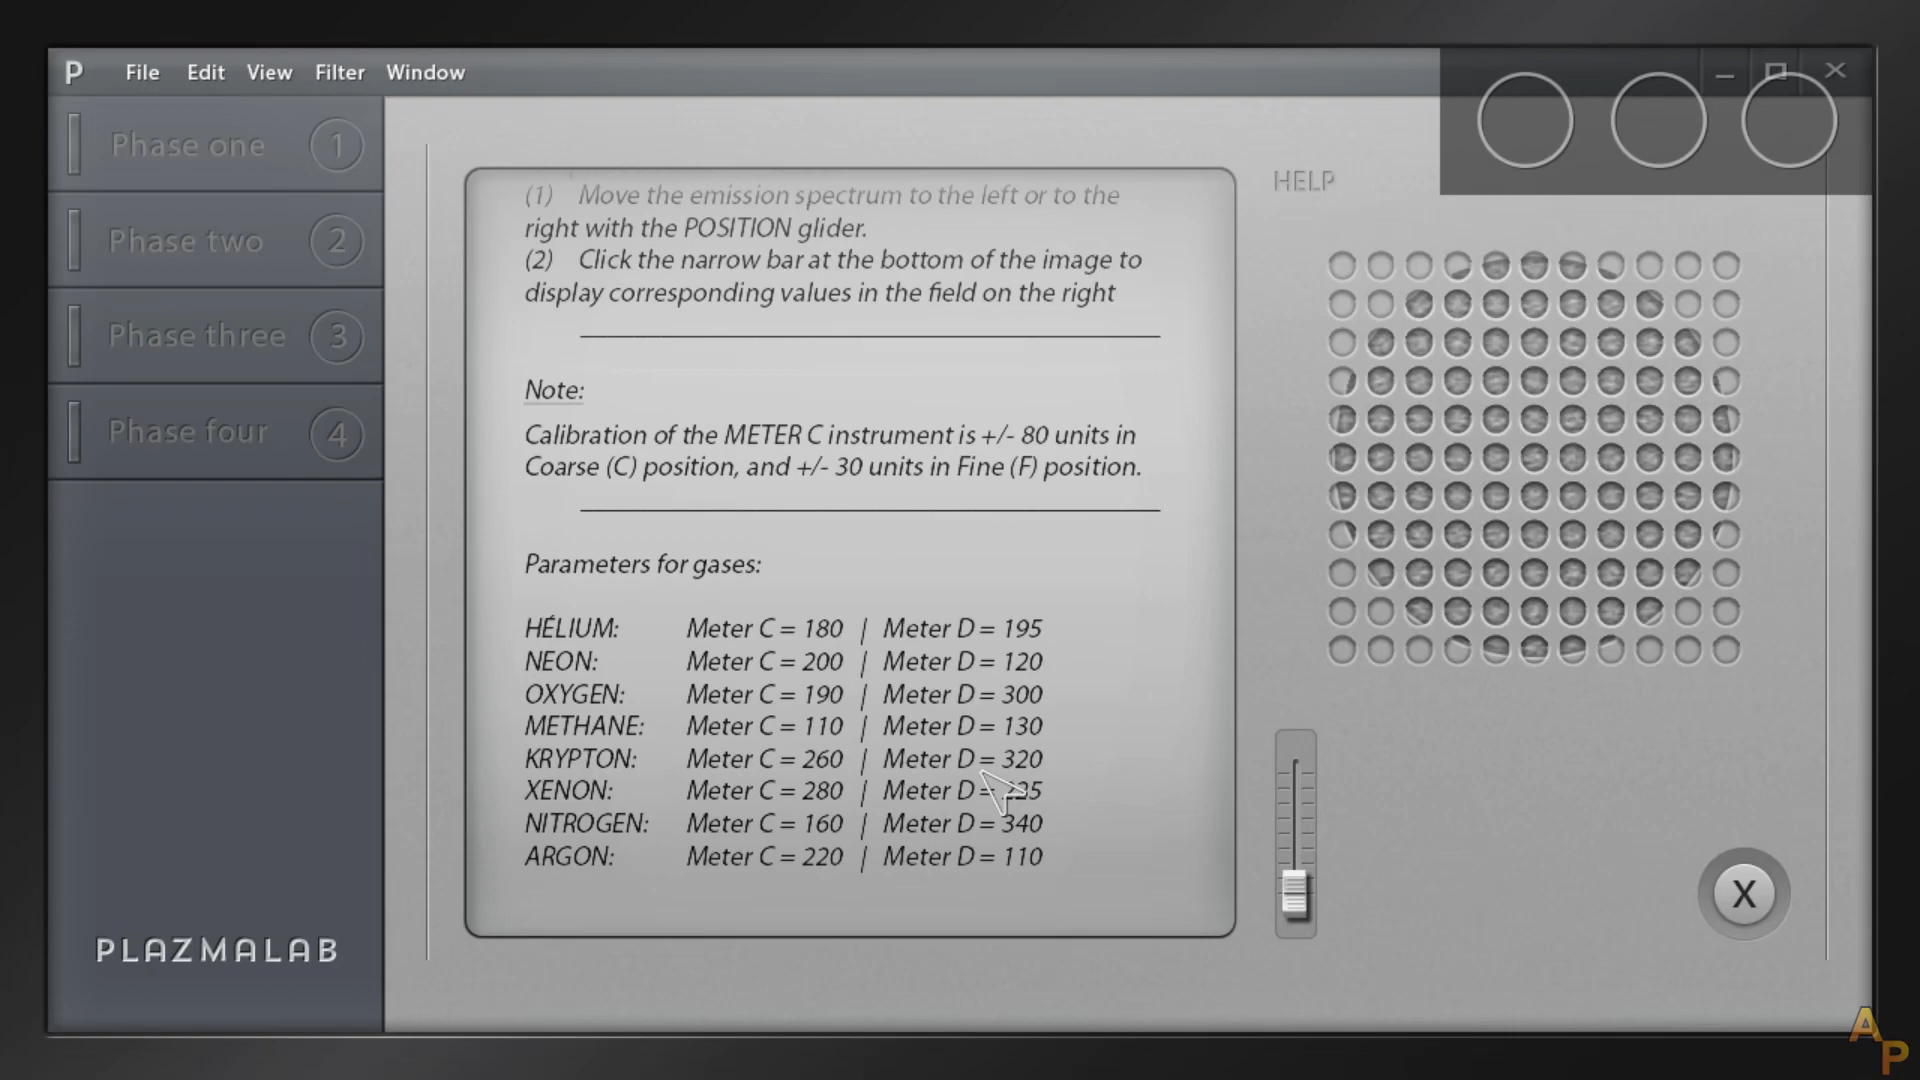 P File Edit View Filter Window
Phase one 1
Phase two 2
Phase three 3
Phase four 4
PLAZMALAB
(1) Move the emission spectrum to the left or to the
right with the POSITION glider.
(2) Click the narrow bar at the bottom of the image to
display corresponding values in the field on the right
Note:
Calibration of the METER C instrument is +/- 80 units in
Coarse (C) position, and +/- 30 units in Fine (F) position.
Parameters for gases:
HÉLIUM: Meter C = 180 | Meter D = 195
NEON: Meter C = 200 | Meter D = 120
OXYGEN: Meter C = 190 | Meter D = 300
METHANE: Meter C = 110 | Meter D = 130
KRYPTON: Meter C = 260 | Meter D = 320
XENON: Meter C = 280 | Meter D =
NITROGEN: Meter C = 160 | Meter D = 340
ARGON: Meter C = 220 | Meter D = 110
HELP
X
AP